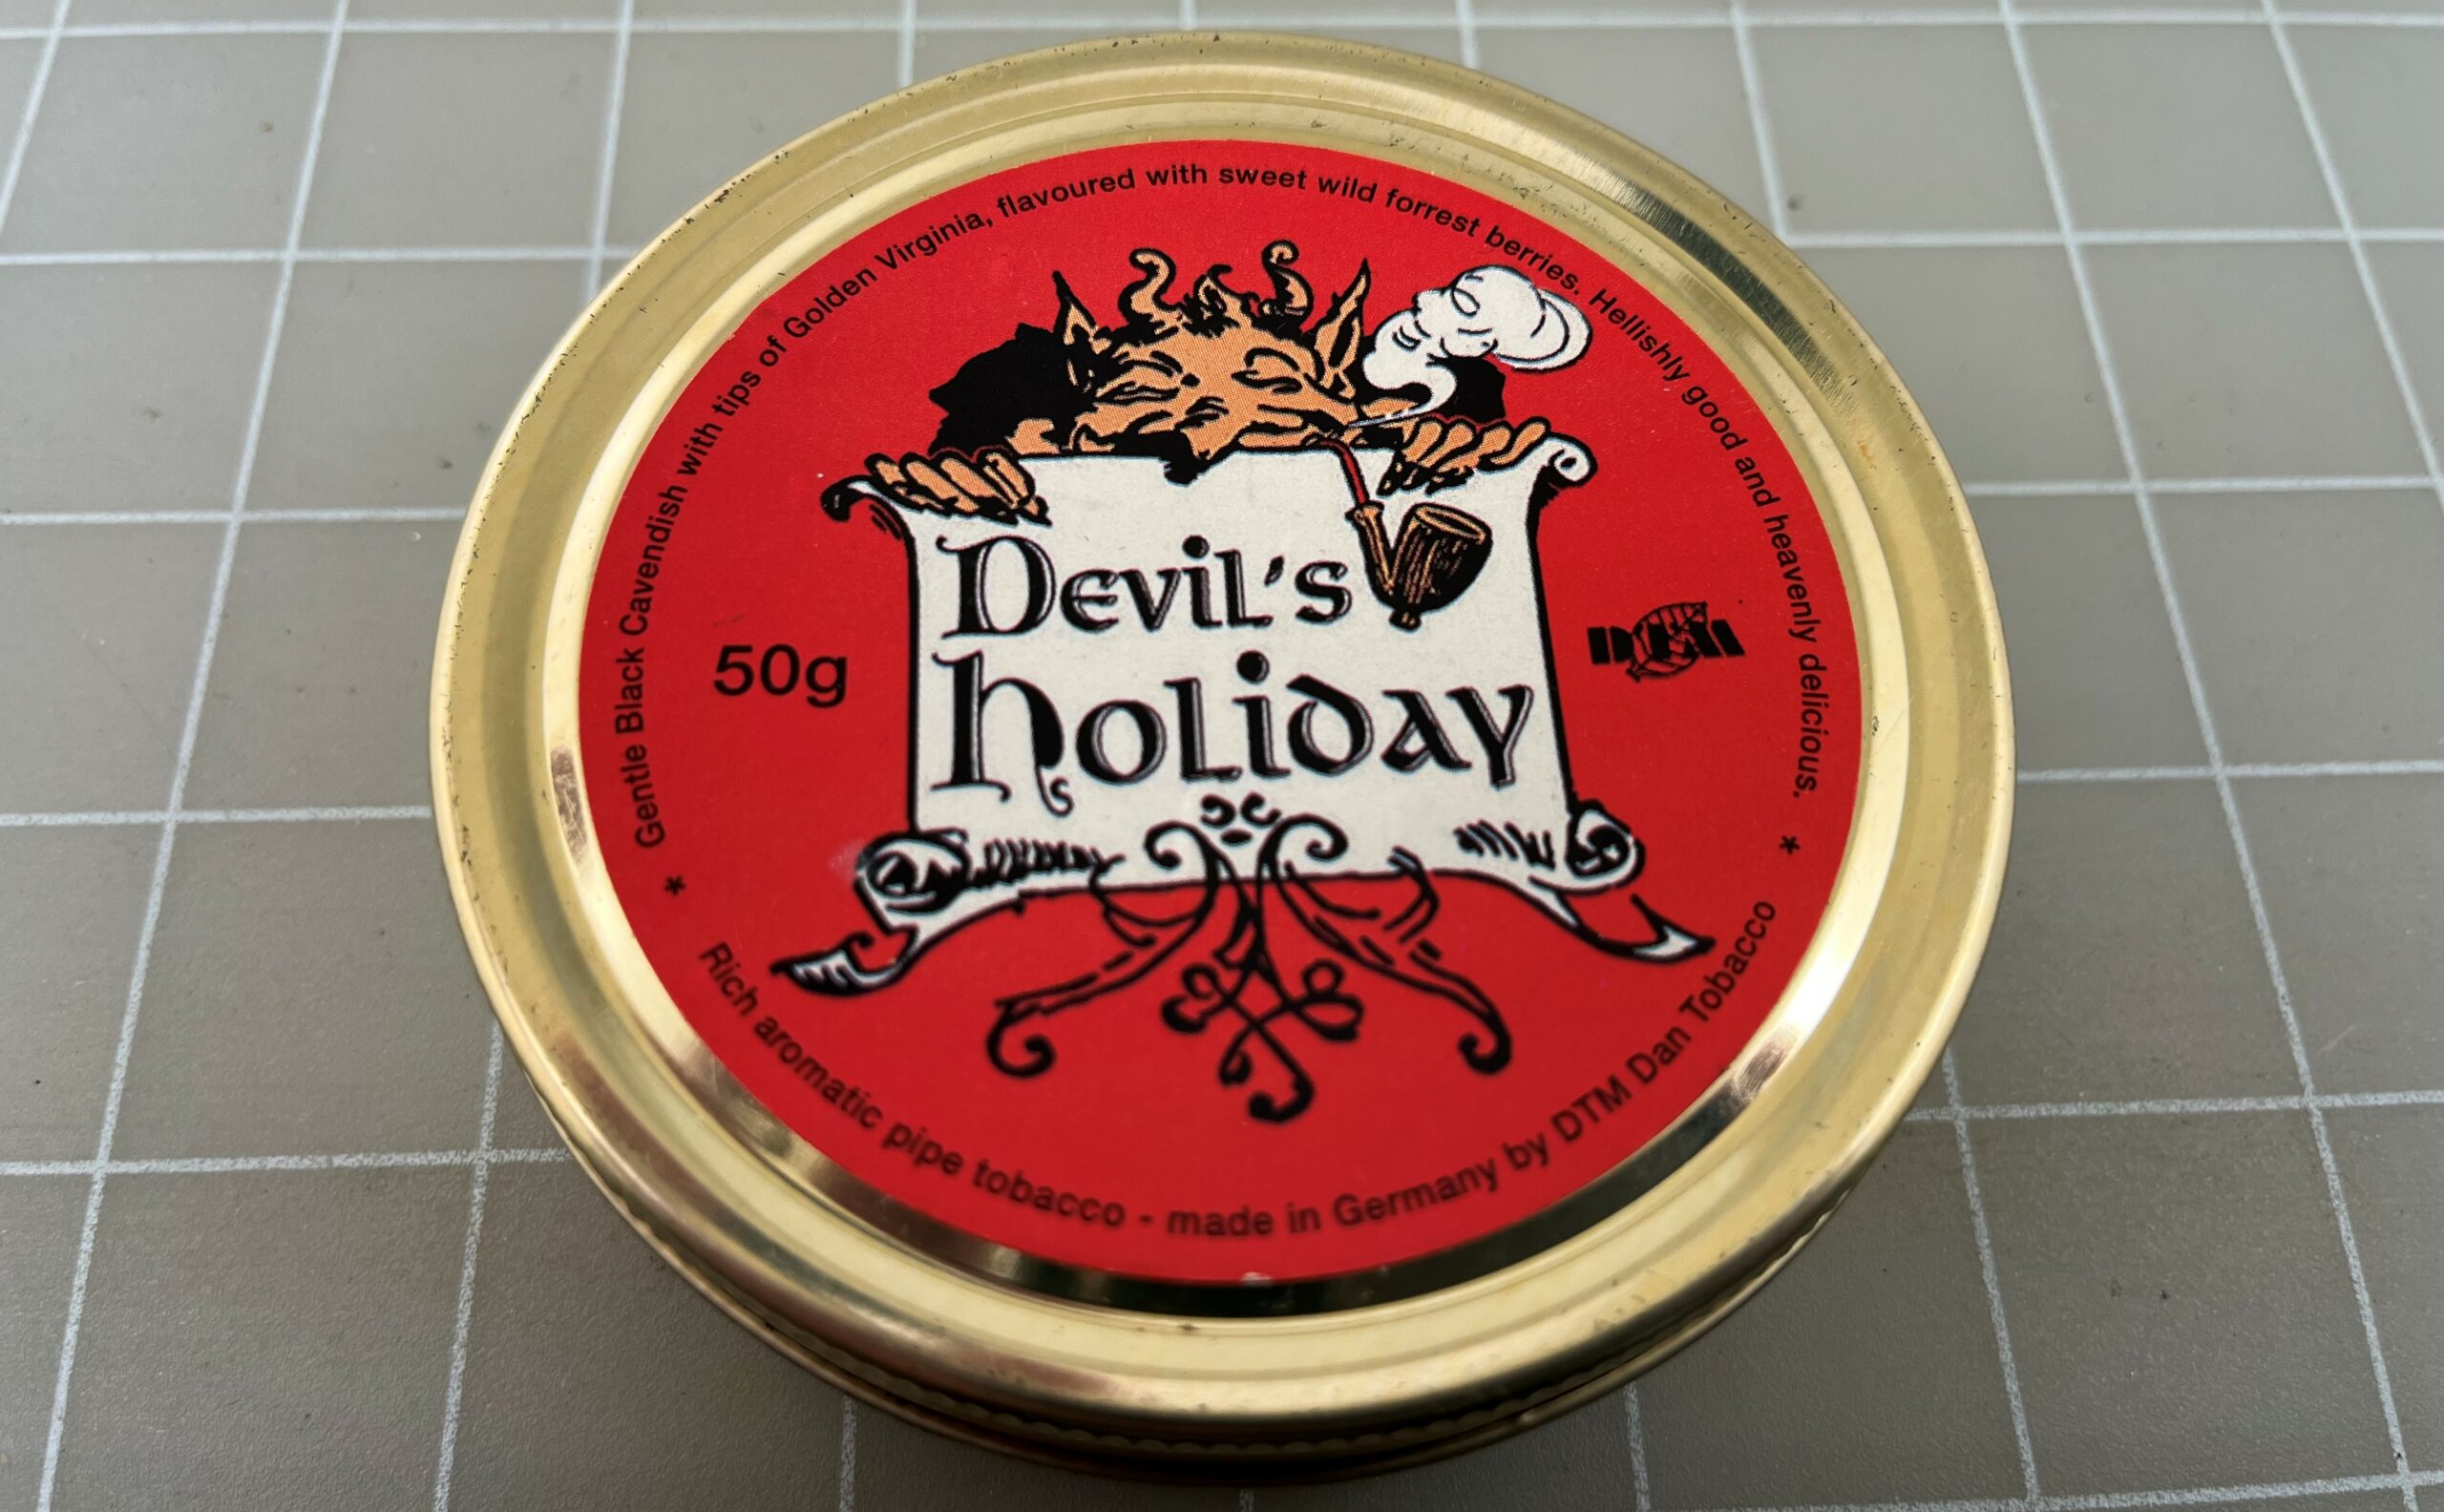 Gentle Black Cavendish with tips of Golden Virginia, flavoured with sweet wild forrest berries. Hellishly good and heavenly delicious.
Devil's
Holiday
50g
DTM
* Rich aromatic pipe tobacco - made in Germany by DTM Dan Tobacco *